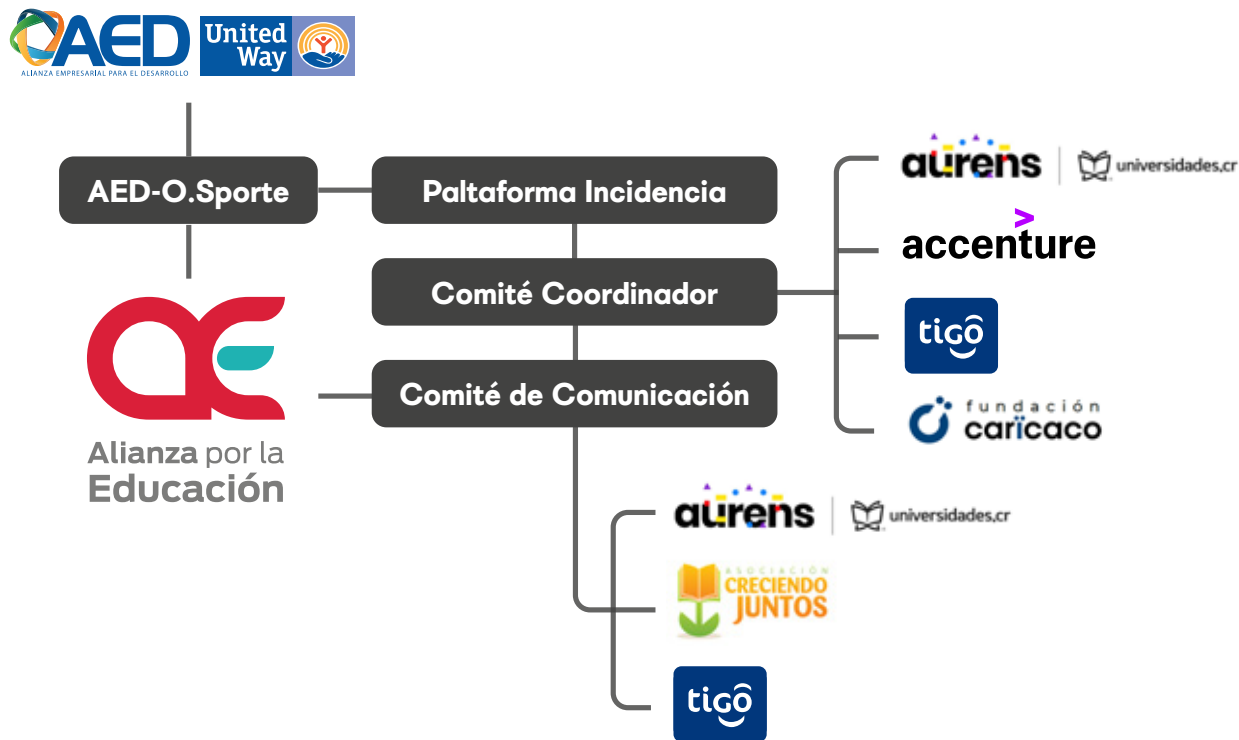 AED
ALIANZA EMPRESARIAL PARA EL DESARROLLO
United
Way
AED-O.Sporte
Paltaforma Incidencia
Comité Coordinador
Comité de Comunicación
Alianza por la
Educación
aurens
universidades.cr
accenture
tigo
fundación
caricaco
aurens
universidades.cr
ASOCIACIÓN
CRECIENDO
JUNTOS
tigo